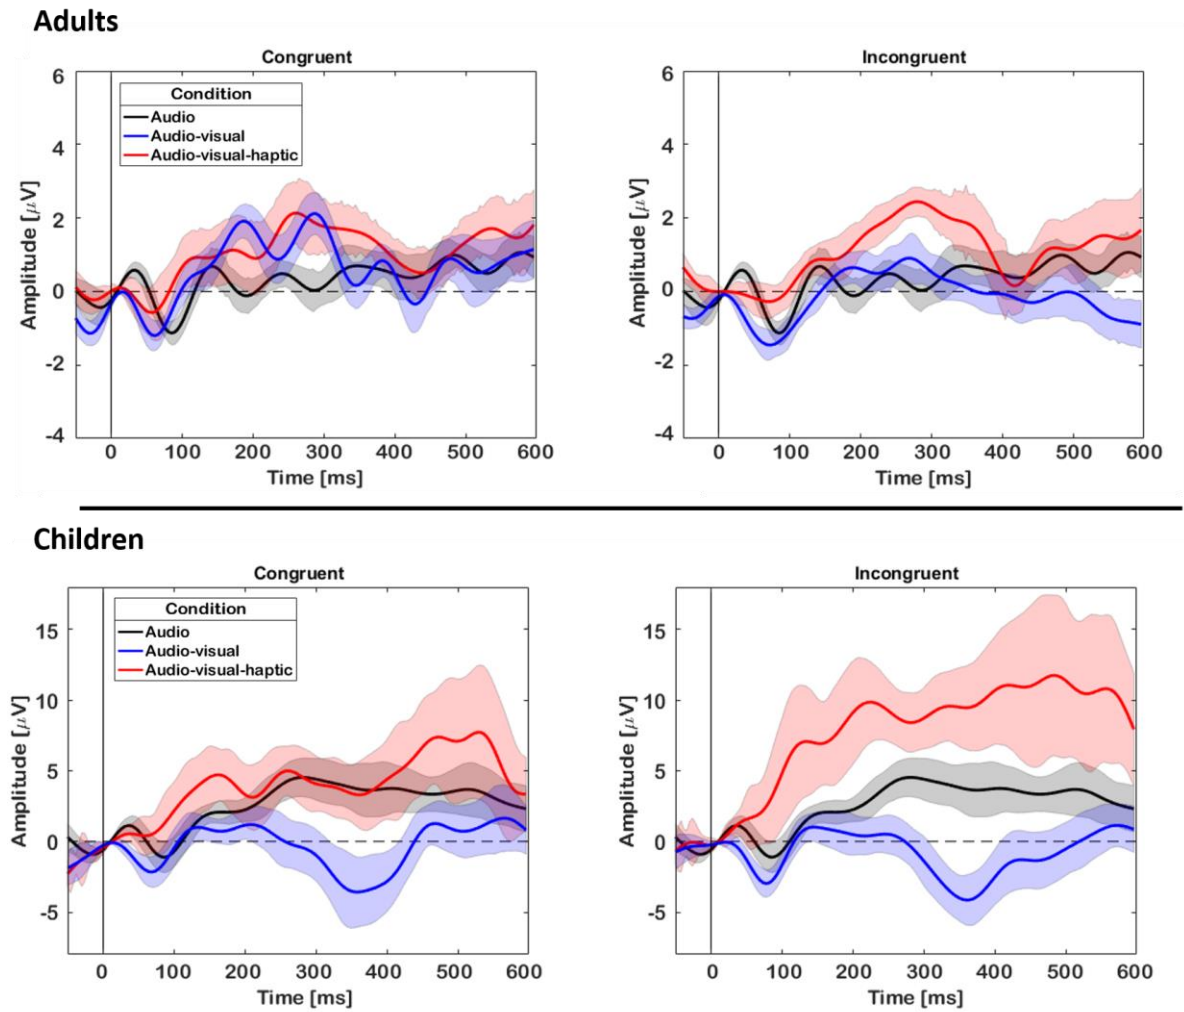 Adults
Congruent
Condition
Audio
Audio-visual
Audio-visual-haptic
6
4
2
0
-2
-4
Amplitude [μV]
0 100 200 300 400 500 600
Time [ms]
Incongruent
6
4
2
0
-2
-4
Amplitude [μV]
0 100 200 300 400 500 600
Time [ms]
Children
Congruent
Condition
Audio
Audio-visual
Audio-visual-haptic
15
10
5
0
-5
Amplitude [μV]
0 100 200 300 400 500 600
Time [ms]
Incongruent
15
10
5
0
-5
Amplitude [μV]
0 100 200 300 400 500 600
Time [ms]